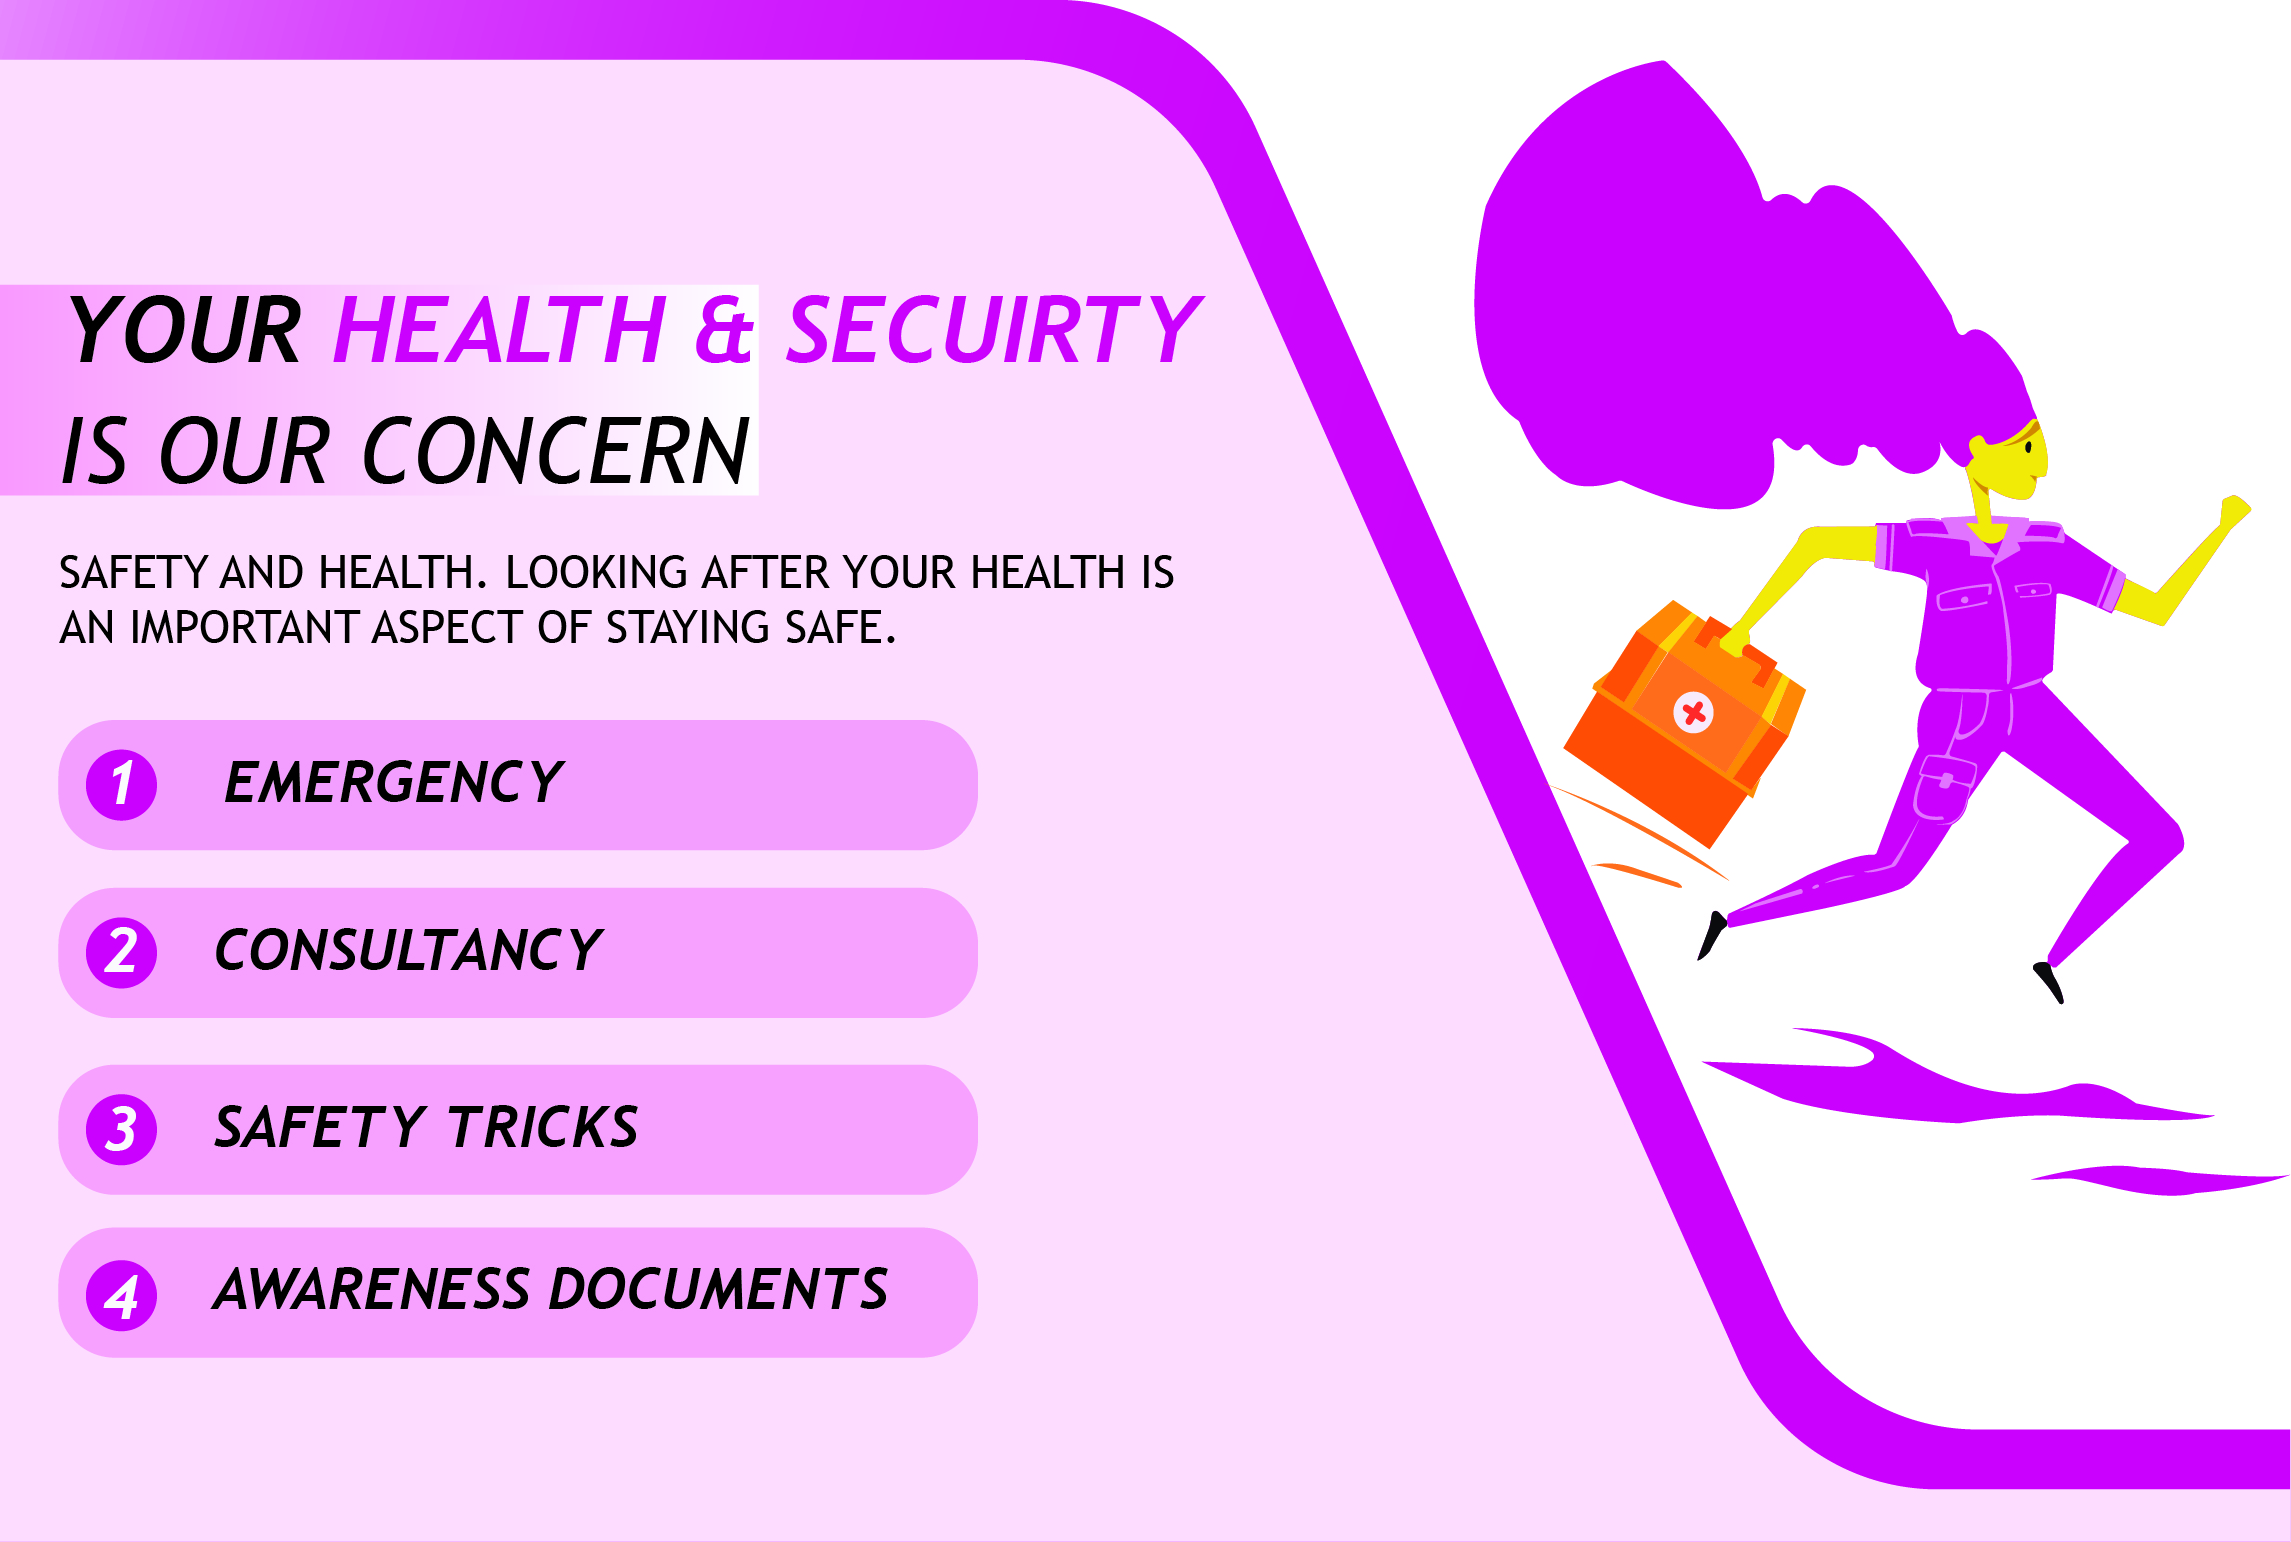 YOUR HEALTH & SECUIRTY
IS OUR CONCERN
SAFETY AND HEALTH. LOOKING AFTER YOUR HEALTH IS
AN IMPORTANT ASPECT OF STAYING SAFE.
1 EMERGENCY
2 CONSULTANCY
3 SAFETY TRICKS
4 AWARENESS DOCUMENTS